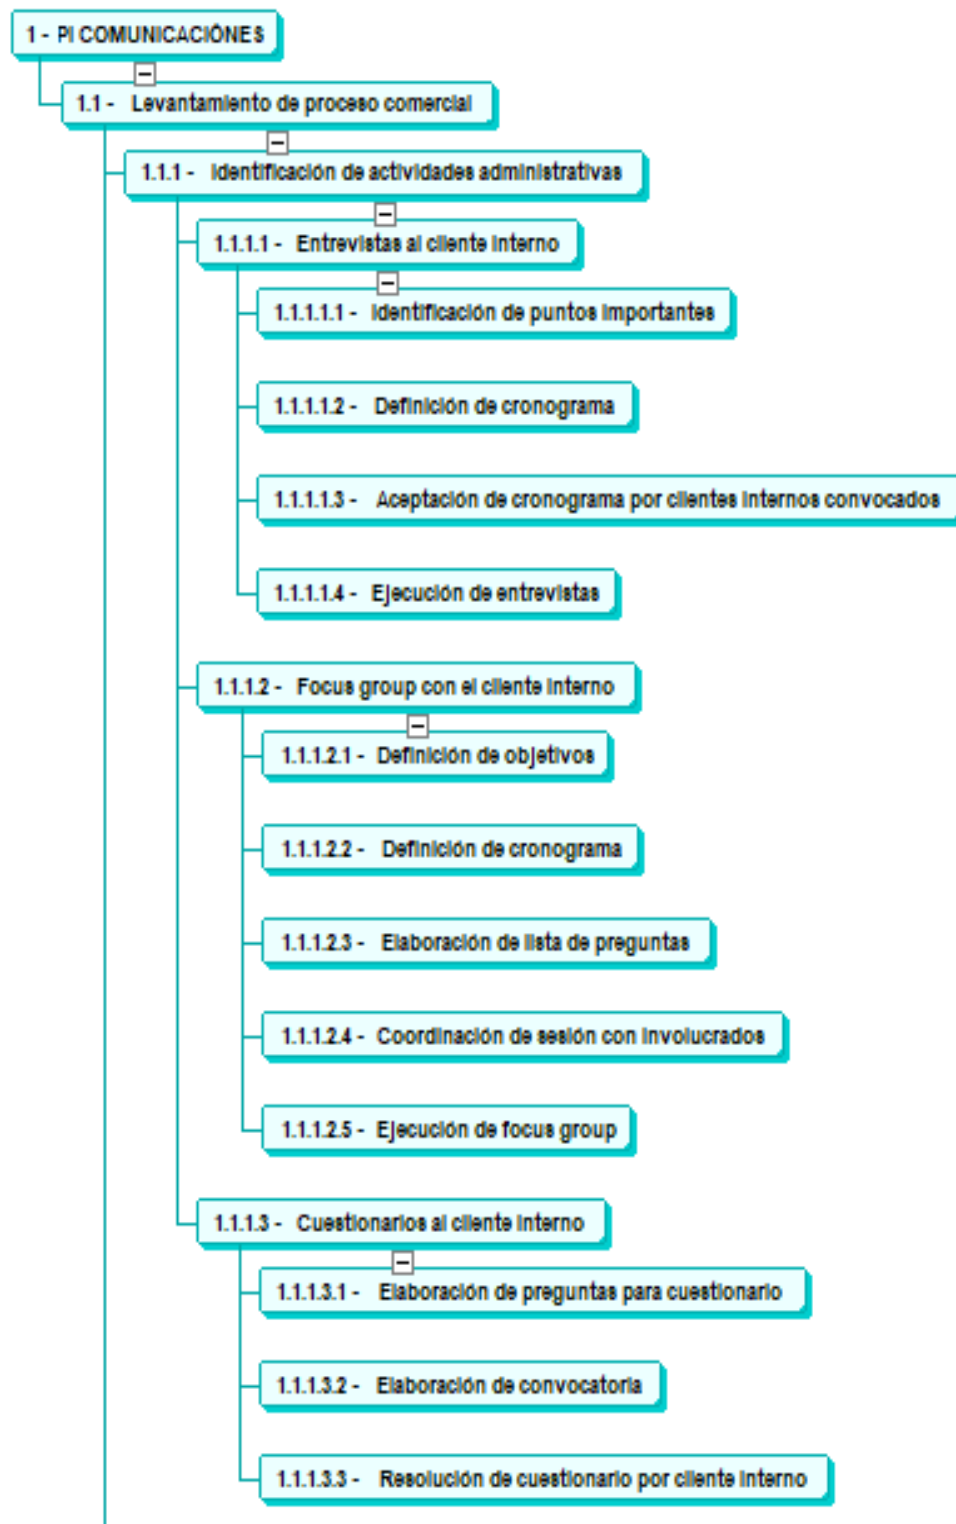 1 - PI COMUNICACIÓNES
1.1 - Levantamiento de proceso comercial
1.1.1 - Identificación de actividades administrativas
1.1.1.1 - Entrevistas al cliente interno
1.1.1.1.1 - Identificación de puntos importantes
1.1.1.1.2 - Definición de cronograma
1.1.1.1.3 - Aceptación de cronograma por clientes internos convocados
1.1.1.1.4 - Ejecución de entrevistas
1.1.1.2 - Focus group con el cliente interno
1.1.1.2.1 - Definición de objetivos
1.1.1.2.2 - Definición de cronograma
1.1.1.2.3 - Elaboración de lista de preguntas
1.1.1.2.4 - Coordinación de sesión con involucrados
1.1.1.2.5 - Ejecución de focus group
1.1.1.3 - Cuestionarios al cliente interno
1.1.1.3.1 - Elaboración de preguntas para cuestionario
1.1.1.3.2 - Elaboración de convocatoria
1.1.1.3.3 - Resolución de cuestionario por cliente interno